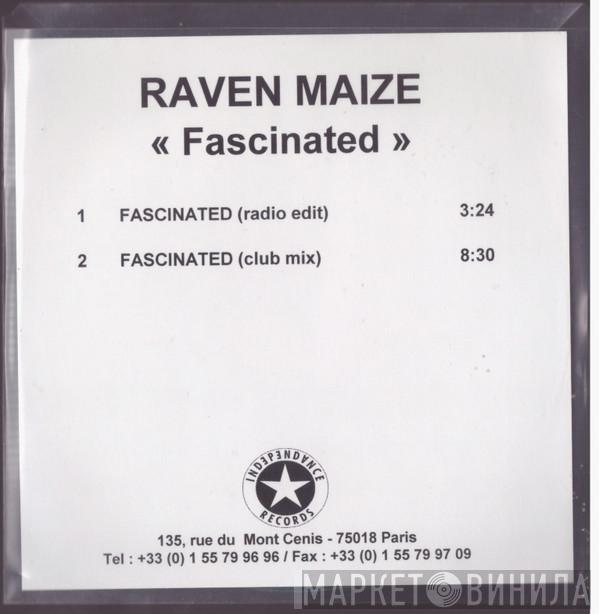 RAVEN MAIZE
« Fascinated »
1 FASCINATED (radio edit) 3:24
2 FASCINATED (club mix) 8:30
INDEPENDANCE
RECORDS
135, rue du Mont Cenis - 75018 Paris
Tel : +33 (0) 1 55 79 96 96 / Fax : +33 (0) 1 55 79 97 09
МАРКЕТ ВИНИЛА